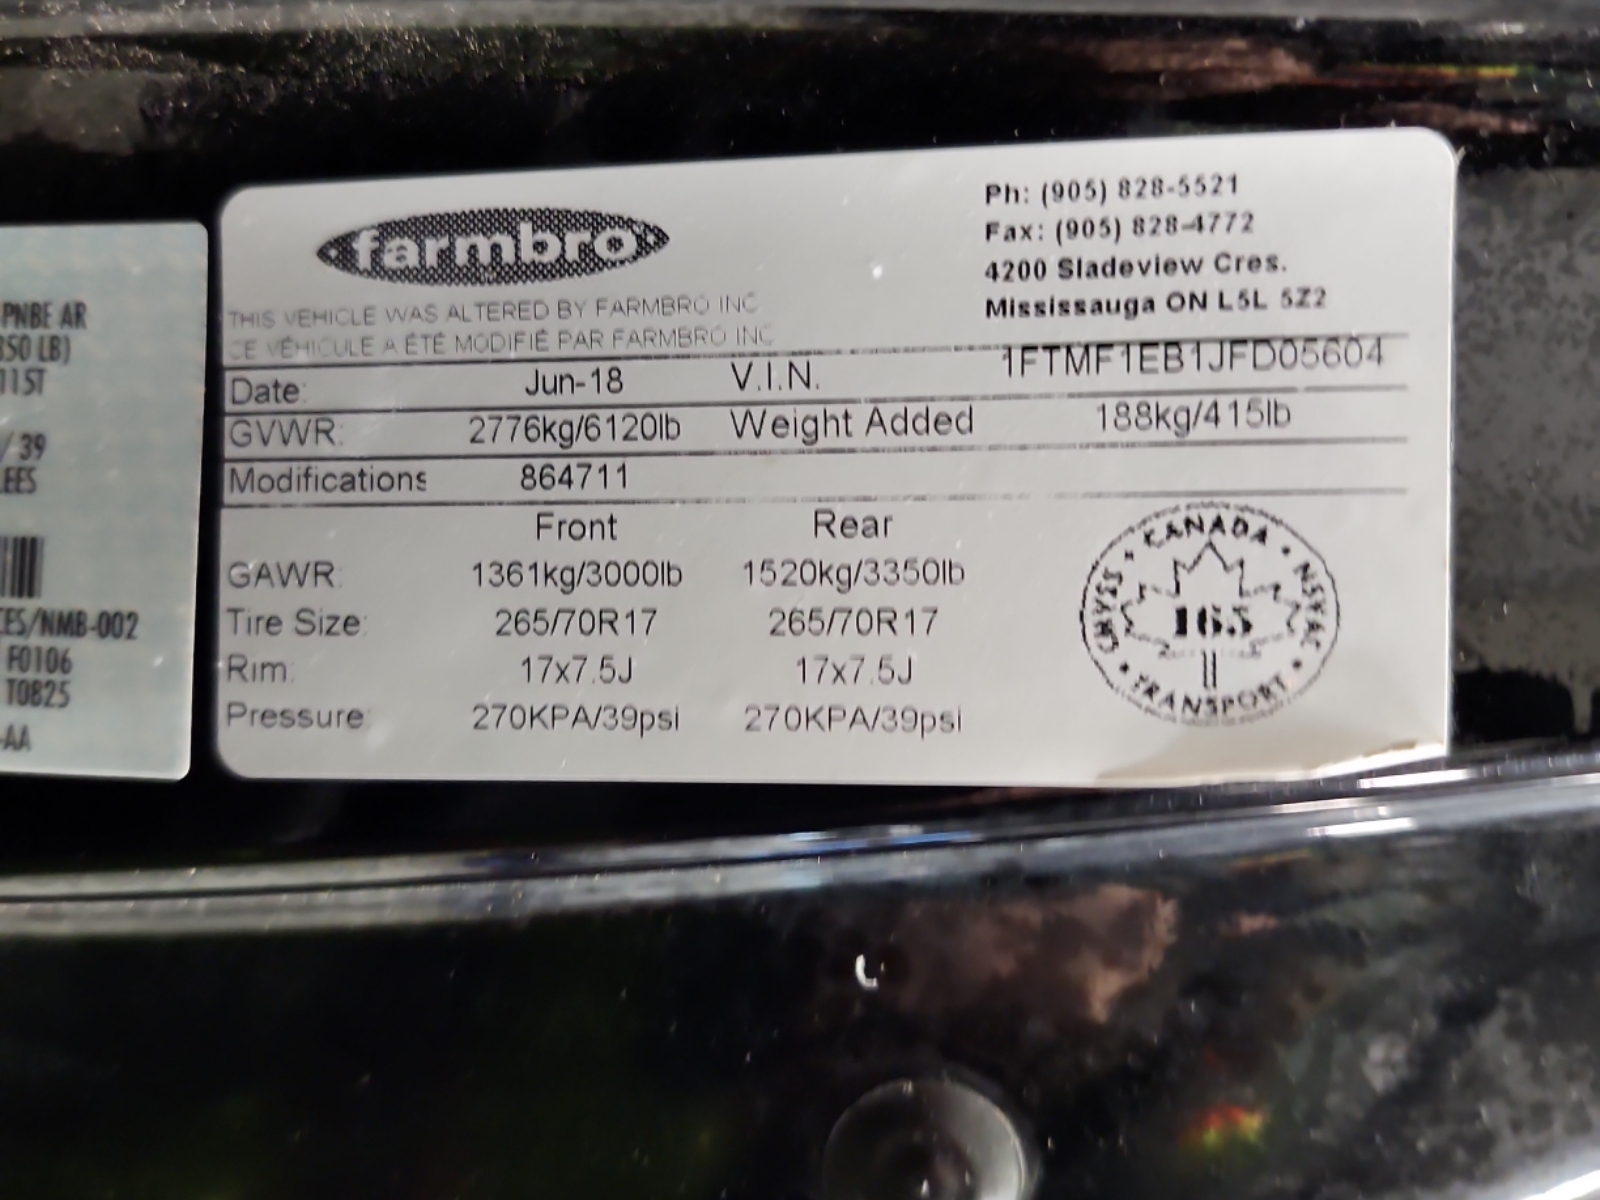 PNBE AR
350 LB)
115T
/ 39
LEES
CES/NMB-002
F0106
T0825
-AA
farmbro
Ph: (905) 828-5521
Fax: (905) 828-4772
4200 Sladeview Cres.
Mississauga ON L5L 5Z2
THIS VEHICLE WAS ALTERED BY FARMBRO INC
CE VÉHICULE A ÉTÉ MODIFIÉ PAR FARMBRO INC
Date: Jun-18 V.I.N. 1FTMF1EB1JFD05604
GVWR: 2776kg/6120lb Weight Added 188kg/415lb
Modifications 864711
Front Rear
GAWR: 1361kg/3000lb 1520kg/3350lb
Tire Size: 265/70R17 265/70R17
Rim: 17x7.5J 17x7.5J
Pressure: 270KPA/39psi 270KPA/39psi
CANADA • NSVAC • TRANSPORT • CMVSSA •
165